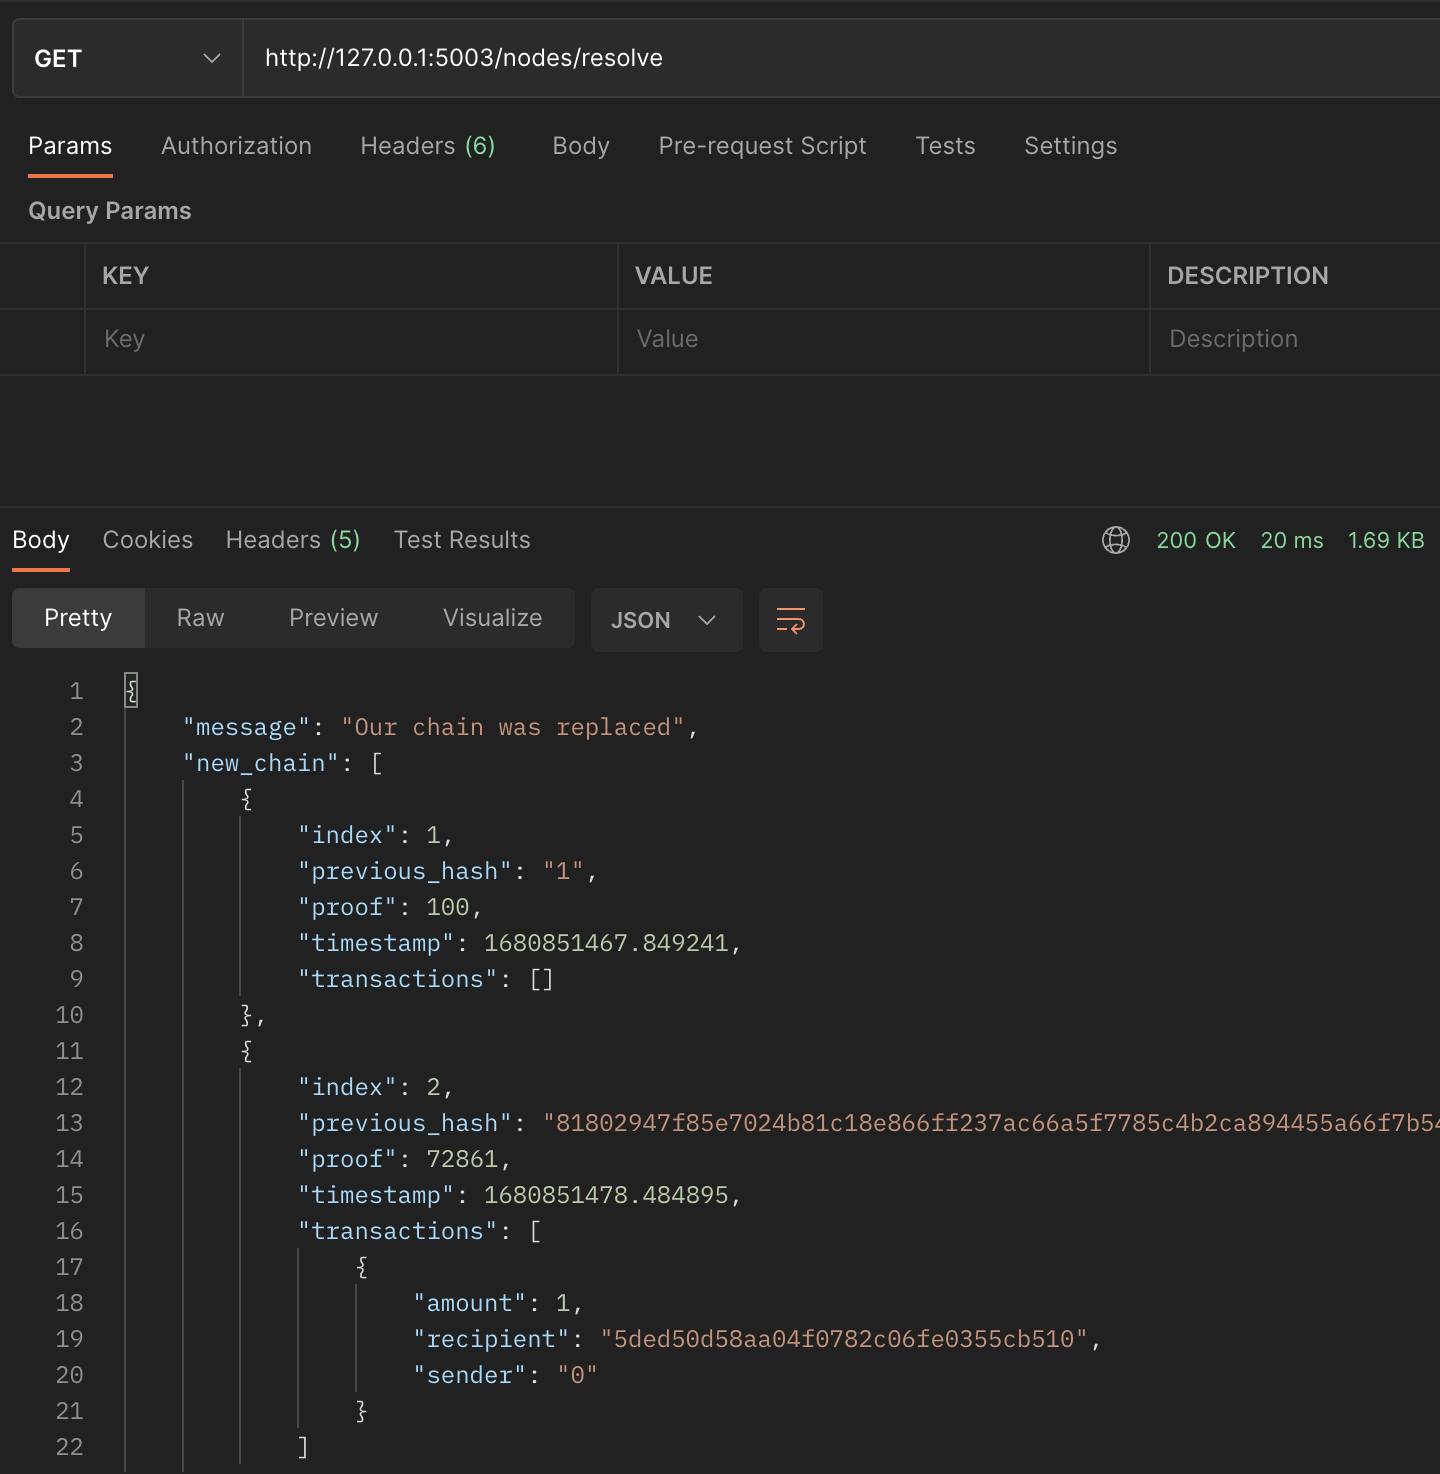 GET http://127.0.0.1:5003/nodes/resolve
Params Authorization Headers (6) Body Pre-request Script Tests Settings
Query Params
KEY VALUE DESCRIPTION
Key Value Description
Body Cookies Headers (5) Test Results 200 OK 20 ms 1.69 KB
Pretty Raw Preview Visualize JSON
1 {
2 "message": "Our chain was replaced",
3 "new_chain": [
4 {
5 "index": 1,
6 "previous_hash": "1",
7 "proof": 100,
8 "timestamp": 1680851467.849241,
9 "transactions": []
10 },
11 {
12 "index": 2,
13 "previous_hash": "81802947f85e7024b81c18e866ff237ac66a5f7785c4b2ca894455a66f7b54
14 "proof": 72861,
15 "timestamp": 1680851478.484895,
16 "transactions": [
17 {
18 "amount": 1,
19 "recipient": "5ded50d58aa04f0782c06fe0355cb510",
20 "sender": "0"
21 }
22 ]